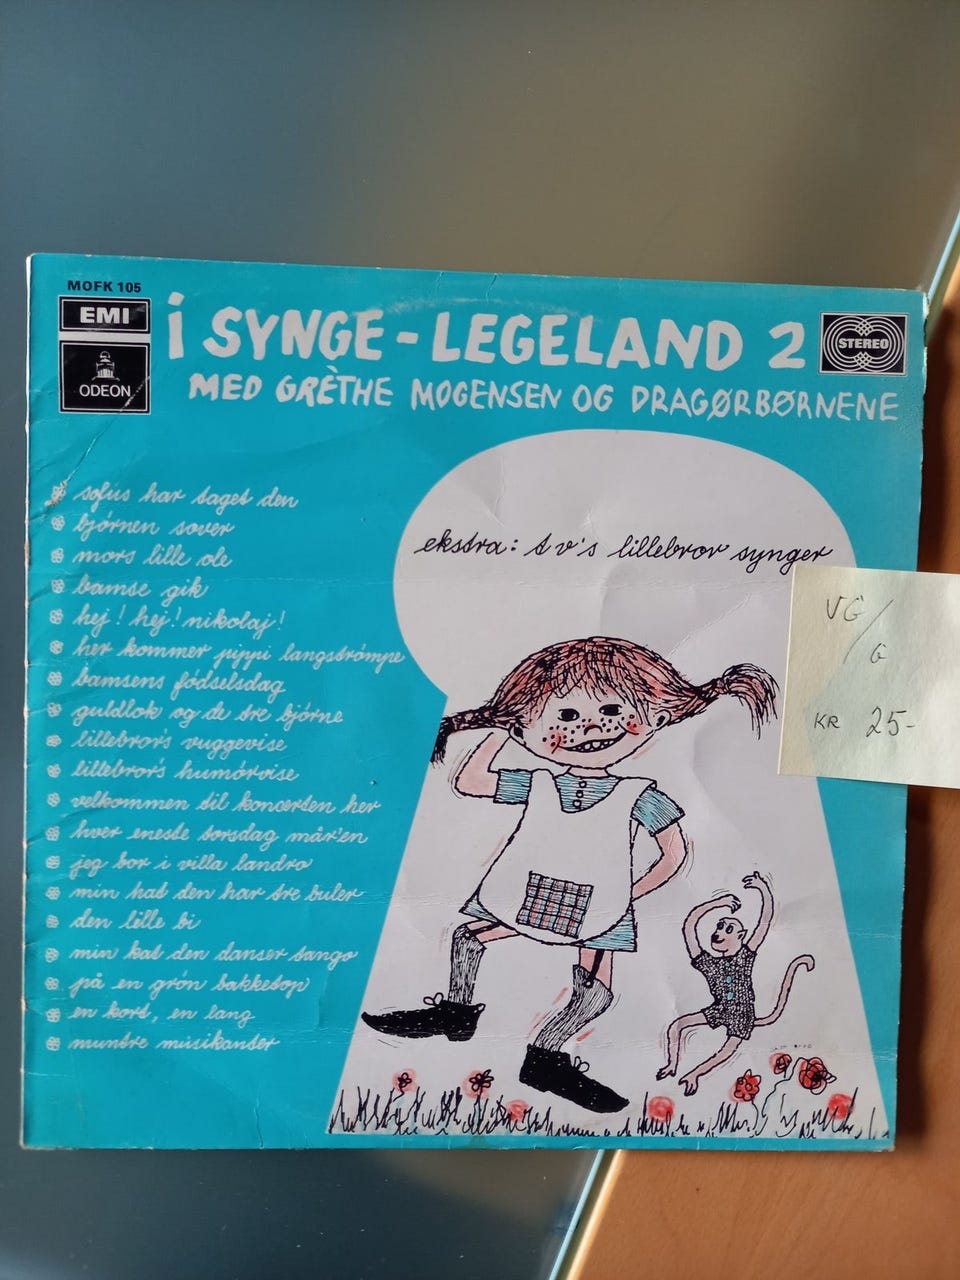 MOFK 105
EMI
ODEON
i SYNGE-LEGELAND 2
STEREO
MED GRÈTHE MOGENSEN OG DRAGØRBØRNENE
sofus har taget den
bjørnen sover
mors lille ole
bamse gik
hej! hej! nikolaj!
her kommer pippi langstrømpe
bamsens fødselsdag
guldlok og de tre bjørne
lillebror's vuggevise
lillebror's humørvise
velkommen til koncerten her
hver eneste torsdag mår'en
jeg bor i villa landro
min hat den har tre buler
den lille bi
min kat den danser tango
på en grøn bakketop
en kort, en lang
muntre musikanter
ekstra: tv's lillebror synger
VG/
G
KR 25-